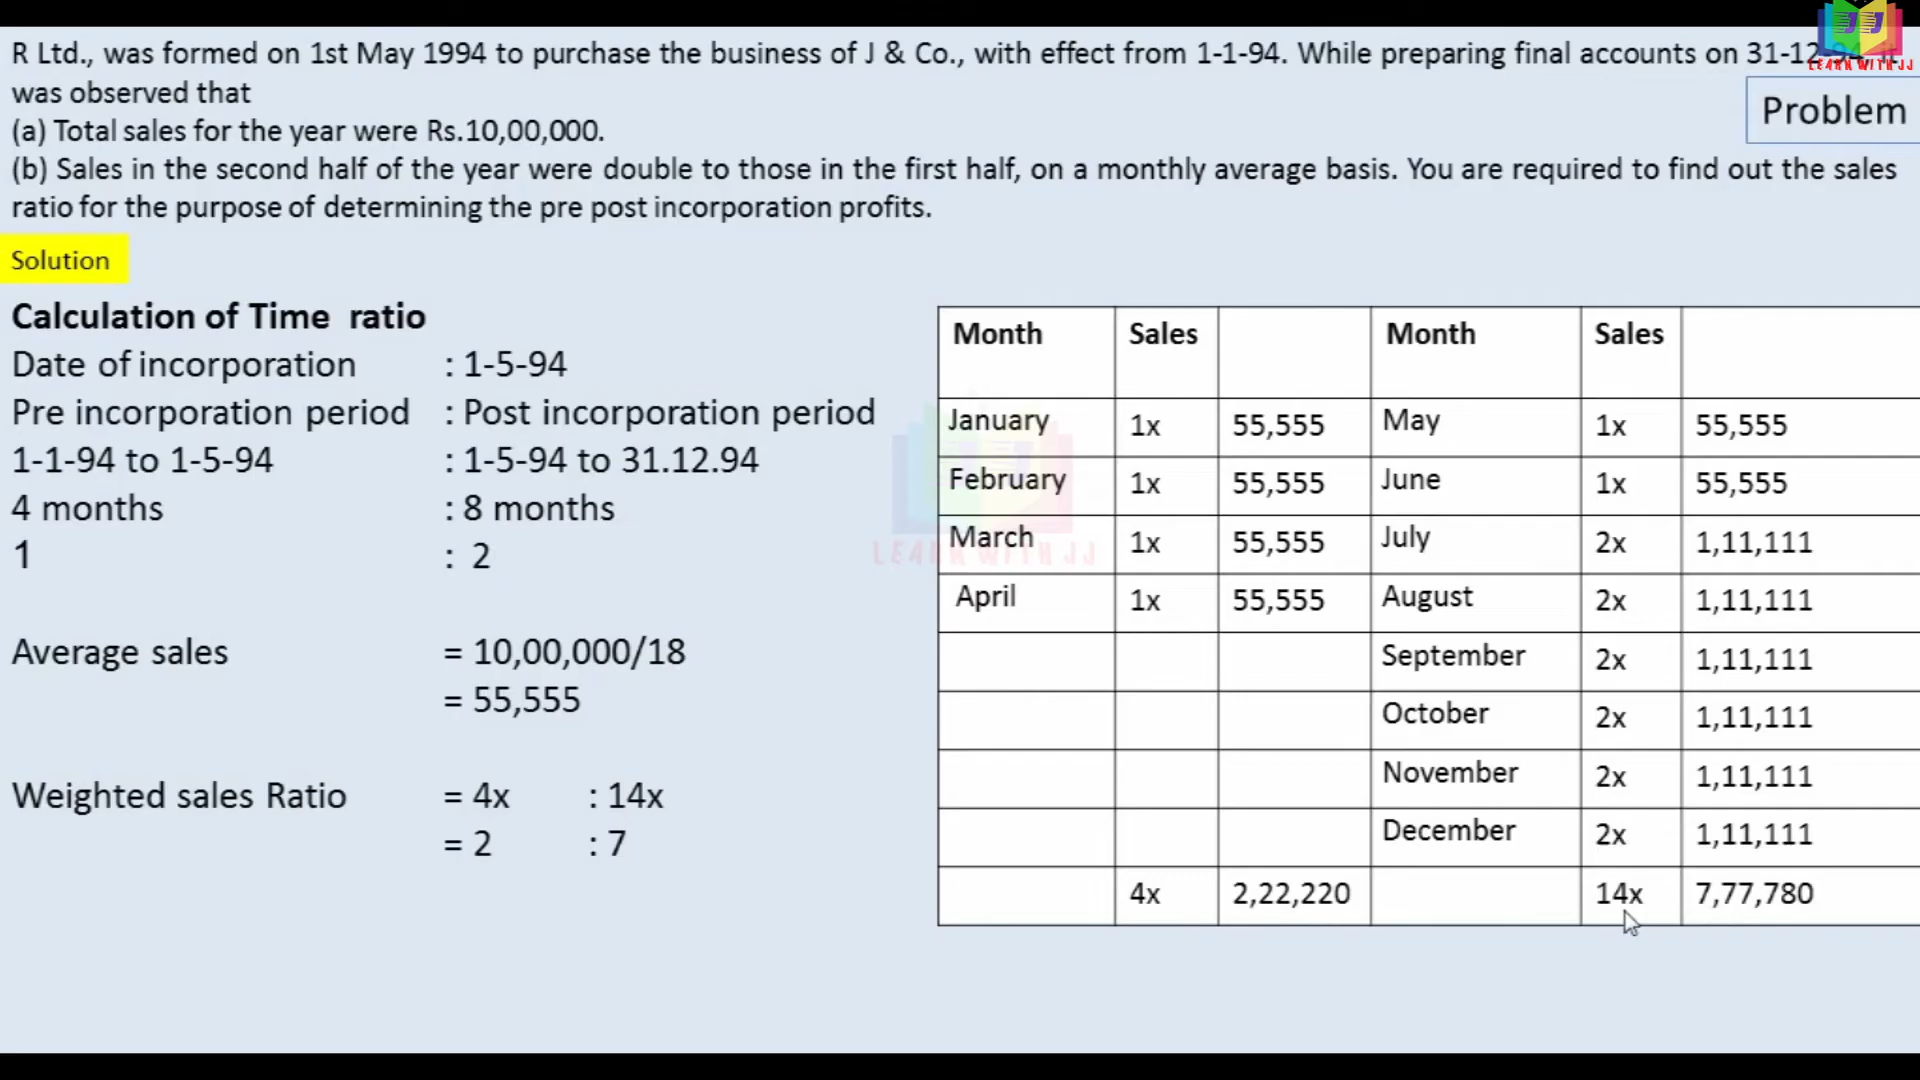 R Ltd., was formed on 1st May 1994 to purchase the business of J & Co., with effect from 1-1-94. While preparing final accounts on 31-12-94, it
was observed that
Problem
(a) Total sales for the year were Rs.10,00,000.
(b) Sales in the second half of the year were double to those in the first half, on a monthly average basis. You are required to find out the sales
ratio for the purpose of determining the pre post incorporation profits.
Solution
Calculation of Time ratio
Date of incorporation : 1-5-94
Pre incorporation period : Post incorporation period
1-1-94 to 1-5-94 : 1-5-94 to 31.12.94
4 months : 8 months
1 : 2
Average sales = 10,00,000/18
= 55,555
Weighted sales Ratio = 4x : 14x
= 2 : 7
Month Sales Month Sales
January 1x 55,555 May 1x 55,555
February 1x 55,555 June 1x 55,555
March 1x 55,555 July 2x 1,11,111
April 1x 55,555 August 2x 1,11,111
September 2x 1,11,111
October 2x 1,11,111
November 2x 1,11,111
December 2x 1,11,111
4x 2,22,220 14x 7,77,780
JJ
LEARN WITH JJ
LEARN WITH JJ